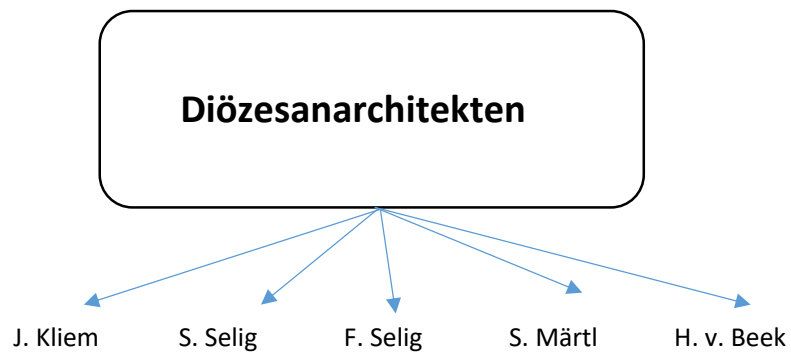 Diözesanarchitekten
J. Kliem S. Selig F. Selig S. Märtl H. v. Beek